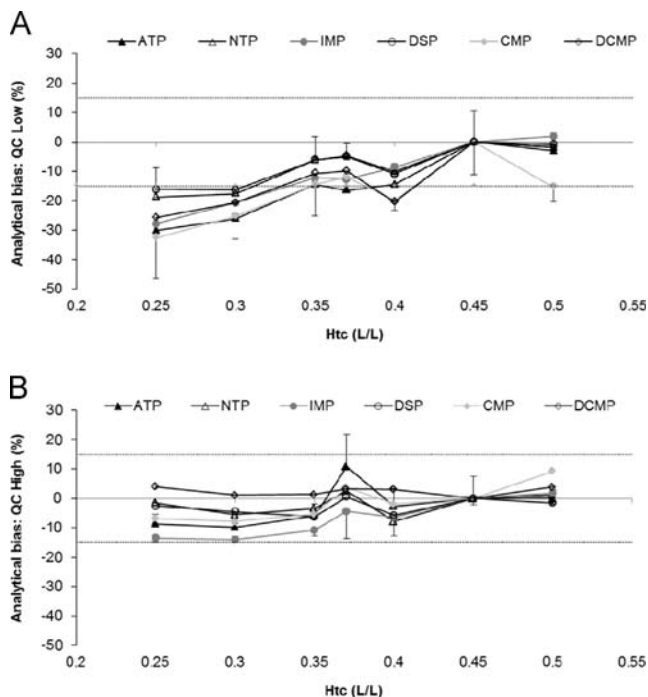 A
ATP NTP IMP DSP CMP DCMP
Analytical bias: QC Low (%)
30
20
10
0
-10
-20
-30
-40
-50
0.2 0.25 0.3 0.35 0.4 0.45 0.5 0.55
Htc (L/L)
B
ATP NTP IMP DSP CMP DCMP
Analytical bias: QC High (%)
30
20
10
0
-10
-20
-30
-40
-50
0.2 0.25 0.3 0.35 0.4 0.45 0.5 0.55
Htc (L/L)